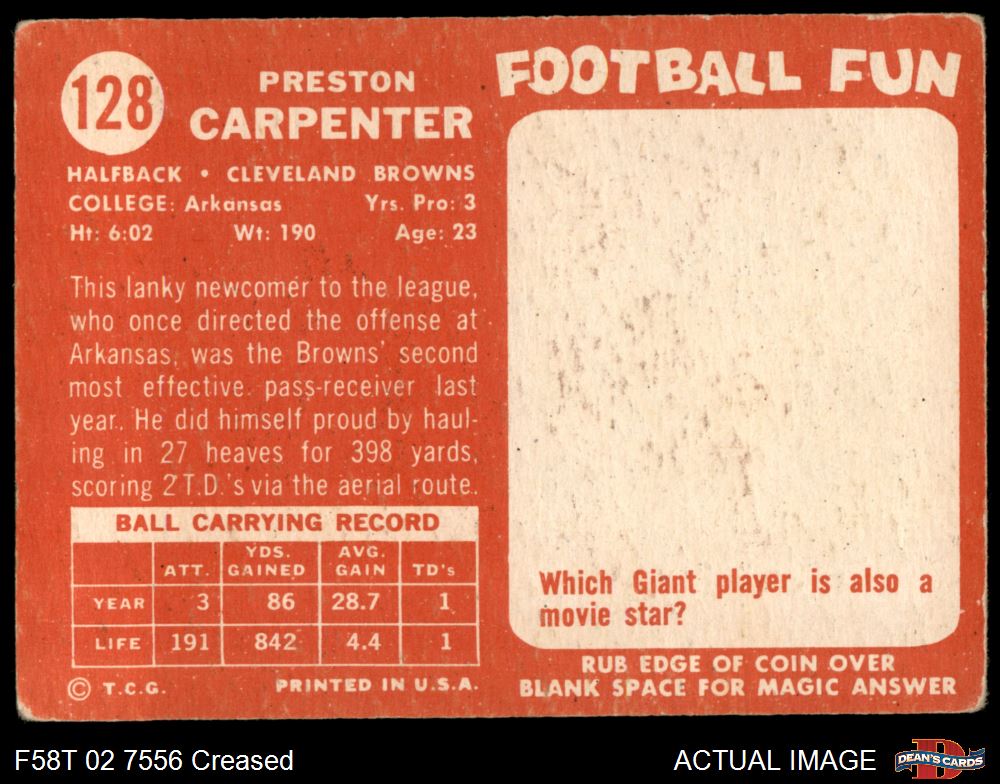 128
PRESTON
CARPENTER
HALFBACK • CLEVELAND BROWNS
COLLEGE: Arkansas Yrs. Pro: 3
Ht: 6:02 Wt: 190 Age: 23
This lanky newcomer to the league,
who once directed the offense at
Arkansas, was the Browns' second
most effective pass-receiver last
year. He did himself proud by haul-
ing in 27 heaves for 398 yards,
scoring 2 T.D.'s via the aerial route.
BALL CARRYING RECORD
ATT. YDS. GAINED AVG. GAIN TD's
YEAR 3 86 28.7 1
LIFE 191 842 4.4 1
© T.C.G. PRINTED IN U.S.A.
FOOTBALL FUN
Which Giant player is also a
movie star?
RUB EDGE OF COIN OVER
BLANK SPACE FOR MAGIC ANSWER
F58T 02 7556 Creased
ACTUAL IMAGE
D
DEAN'S CARDS